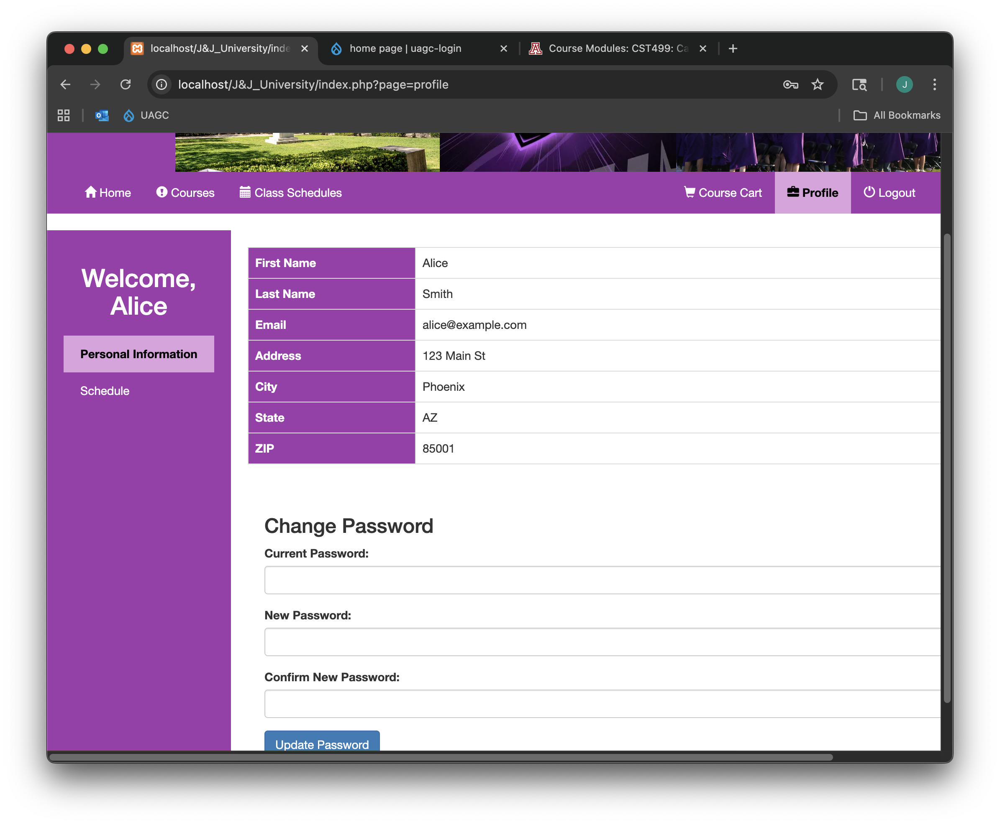 localhost/J&J_University/inde
home page | uagc-login
Course Modules: CST499: Ca
localhost/J&J_University/index.php?page=profile
J
UAGC
All Bookmarks
Home
Courses
Class Schedules
Course Cart
Profile
Logout
Welcome,
Alice
Personal Information
Schedule
First Name Alice
Last Name Smith
Email alice@example.com
Address 123 Main St
City Phoenix
State AZ
ZIP 85001
Change Password
Current Password:
New Password:
Confirm New Password:
Update Password